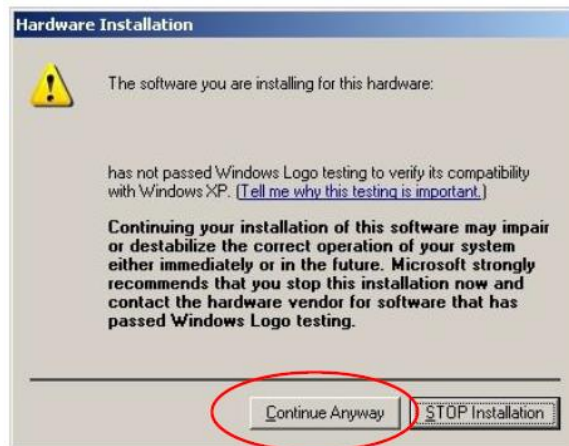 Hardware Installation
The software you are installing for this hardware:
has not passed Windows Logo testing to verify its compatibility
with Windows XP. (Tell me why this testing is important.)
Continuing your installation of this software may impair
or destabilize the correct operation of your system
either immediately or in the future. Microsoft strongly
recommends that you stop this installation now and
contact the hardware vendor for software that has
passed Windows Logo testing.
Continue Anyway
STOP Installation